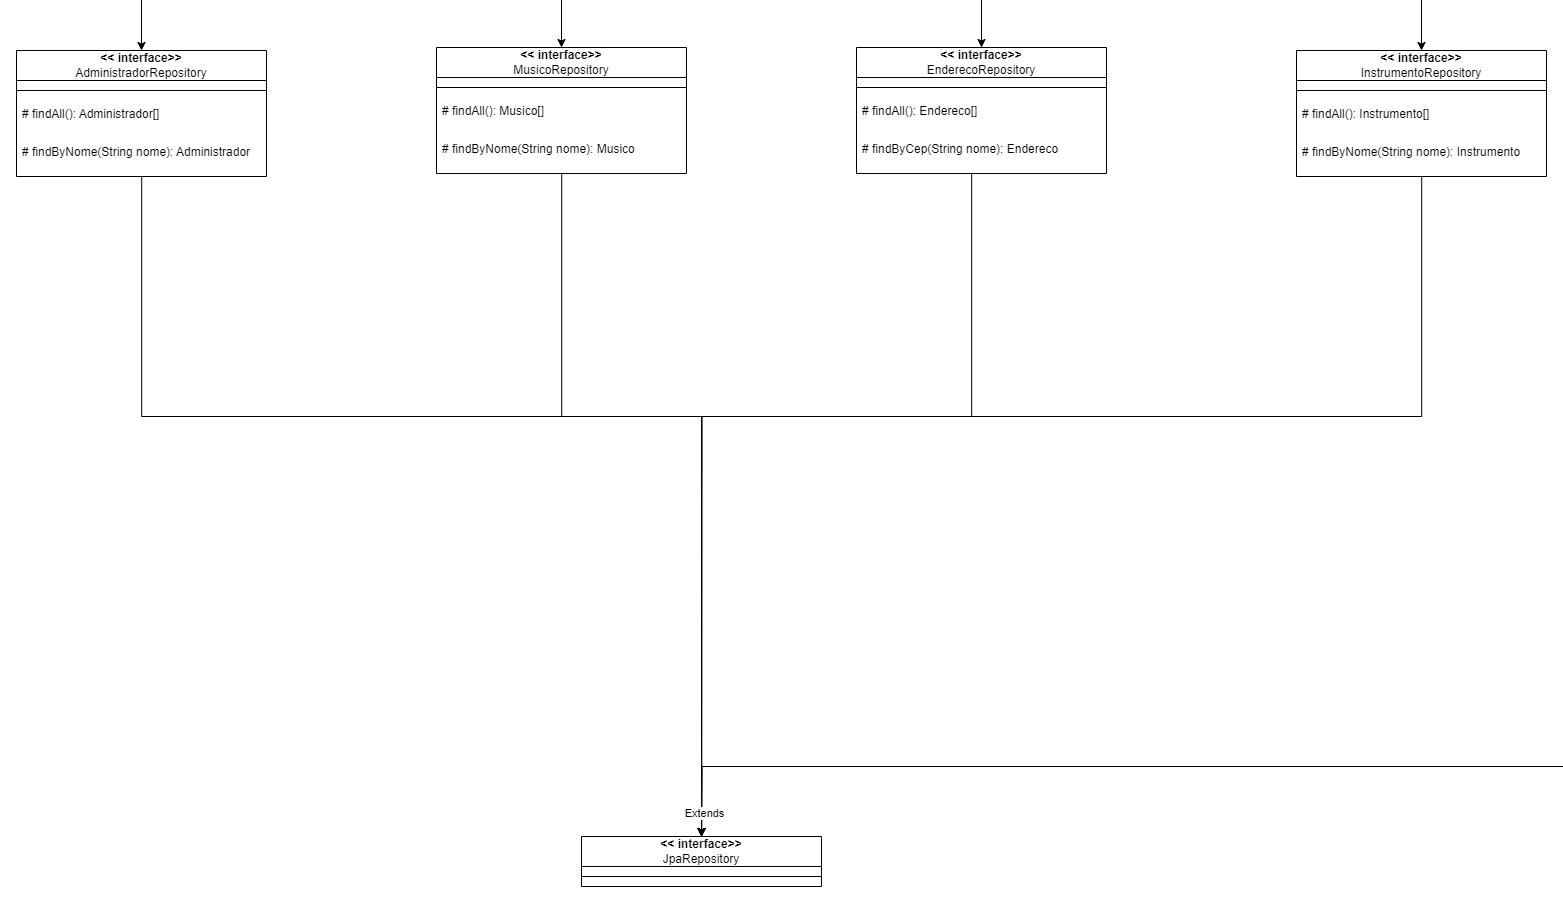 << interface>>
AdministradorRepository
# findAll(): Administrador[]
# findByNome(String nome): Administrador
<< interface>>
MusicoRepository
# findAll(): Musico[]
# findByNome(String nome): Musico
<< interface>>
EnderecoRepository
# findAll(): Endereco[]
# findByCep(String nome): Endereco
<< interface>>
InstrumentoRepository
# findAll(): Instrumento[]
# findByNome(String nome): Instrumento
Extends
<< interface>>
JpaRepository